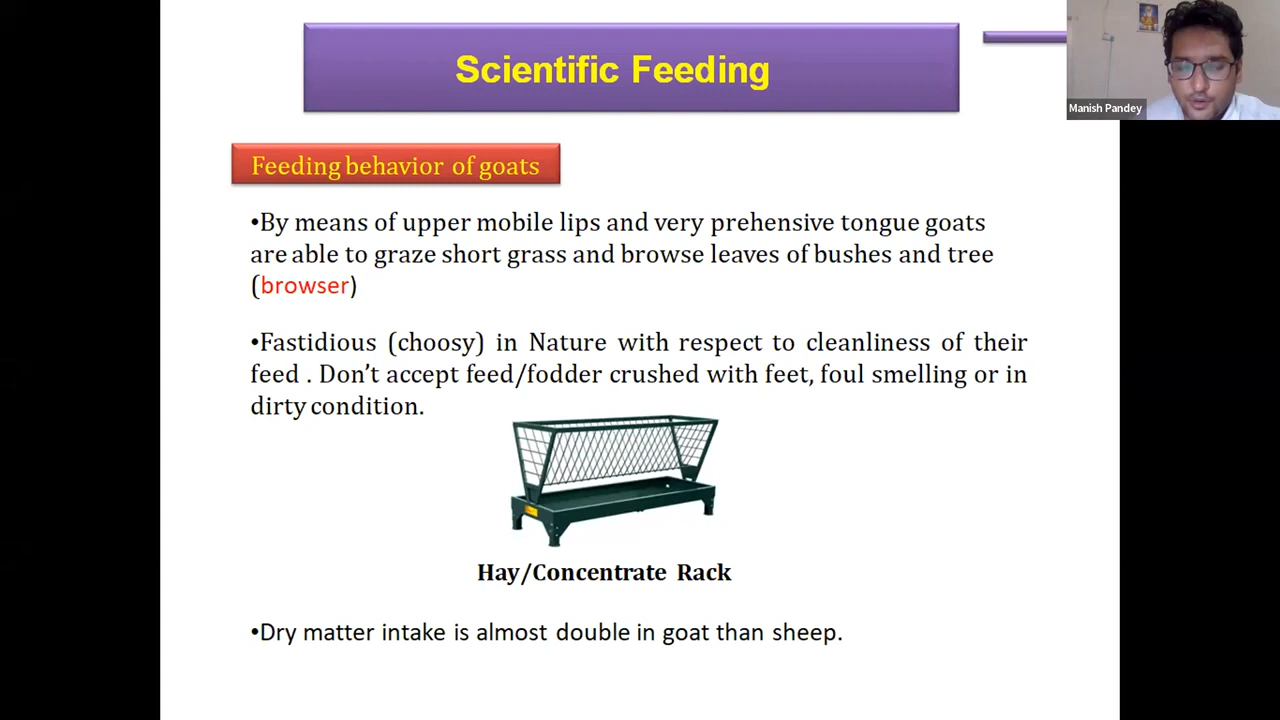 Scientific Feeding
Manish Pandey
Feeding behavior of goats
•By means of upper mobile lips and very prehensive tongue goats
are able to graze short grass and browse leaves of bushes and tree
(browser)
•Fastidious (choosy) in Nature with respect to cleanliness of their
feed . Don’t accept feed/fodder crushed with feet, foul smelling or in
dirty condition.
Hay/Concentrate Rack
•Dry matter intake is almost double in goat than sheep.